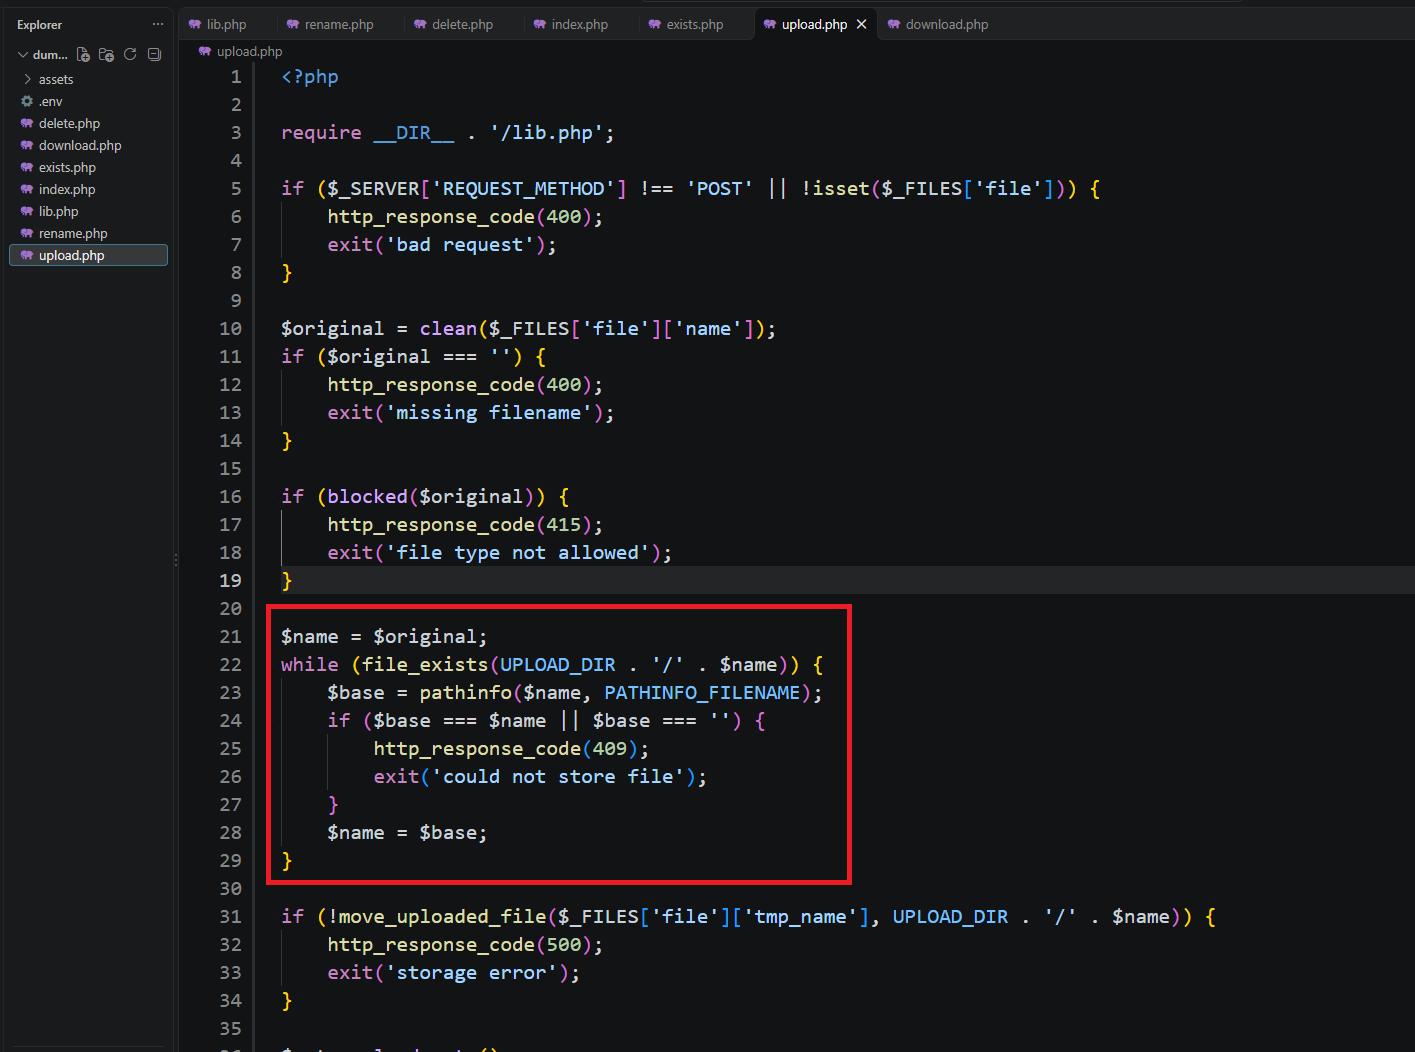 Explorer
lib.php
rename.php
delete.php
index.php
exists.php
upload.php
download.php
dum...
upload.php
assets
.env
delete.php
download.php
exists.php
index.php
lib.php
rename.php
upload.php
1 <?php
2
3 require __DIR__ . '/lib.php';
4
5 if ($_SERVER['REQUEST_METHOD'] !== 'POST' || !isset($_FILES['file'])) {
6     http_response_code(400);
7     exit('bad request');
8 }
9
10 $original = clean($_FILES['file']['name']);
11 if ($original === '') {
12     http_response_code(400);
13     exit('missing filename');
14 }
15
16 if (blocked($original)) {
17     http_response_code(415);
18     exit('file type not allowed');
19 }
20
21 $name = $original;
22 while (file_exists(UPLOAD_DIR . '/' . $name)) {
23     $base = pathinfo($name, PATHINFO_FILENAME);
24     if ($base === $name || $base === '') {
25         http_response_code(409);
26         exit('could not store file');
27     }
28     $name = $base;
29 }
30
31 if (!move_uploaded_file($_FILES['file']['tmp_name'], UPLOAD_DIR . '/' . $name)) {
32     http_response_code(500);
33     exit('storage error');
34 }
35